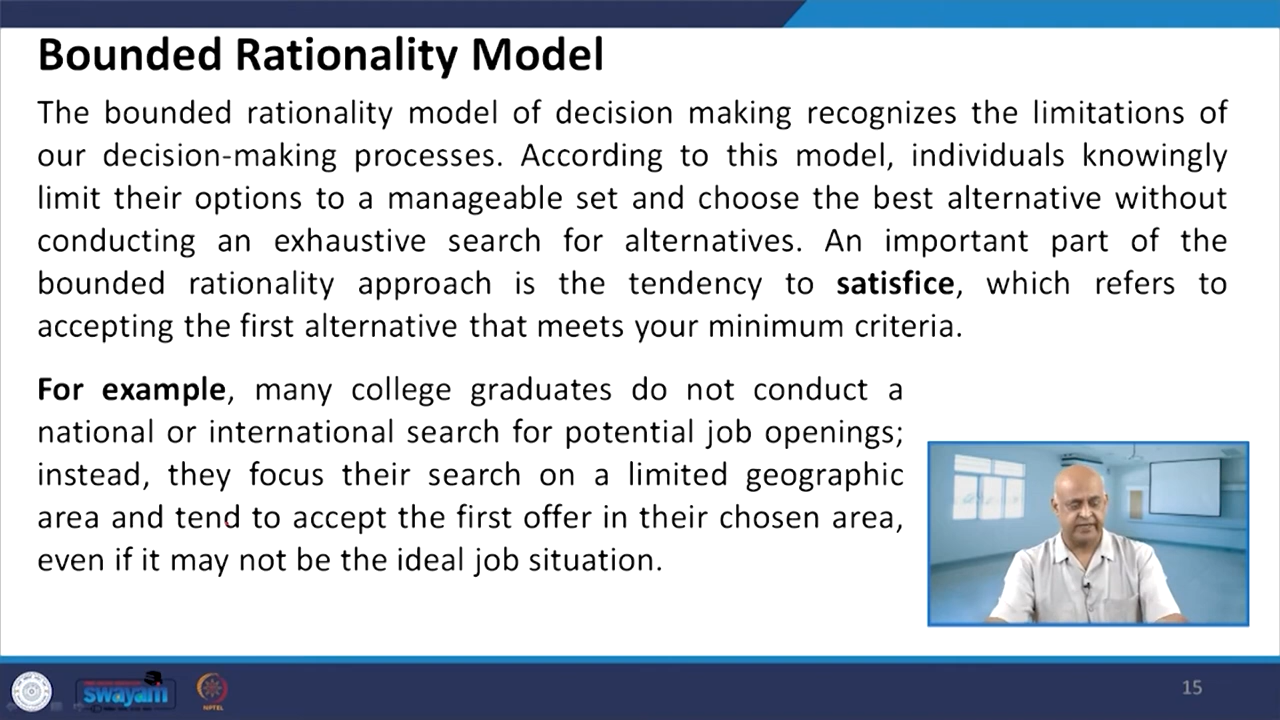 Bounded Rationality Model
The bounded rationality model of decision making recognizes the limitations of
our decision-making processes. According to this model, individuals knowingly
limit their options to a manageable set and choose the best alternative without
conducting an exhaustive search for alternatives. An important part of the
bounded rationality approach is the tendency to satisfice, which refers to
accepting the first alternative that meets your minimum criteria.
For example, many college graduates do not conduct a
national or international search for potential job openings;
instead, they focus their search on a limited geographic
area and tend to accept the first offer in their chosen area,
even if it may not be the ideal job situation.
swayam
NPTEL
15